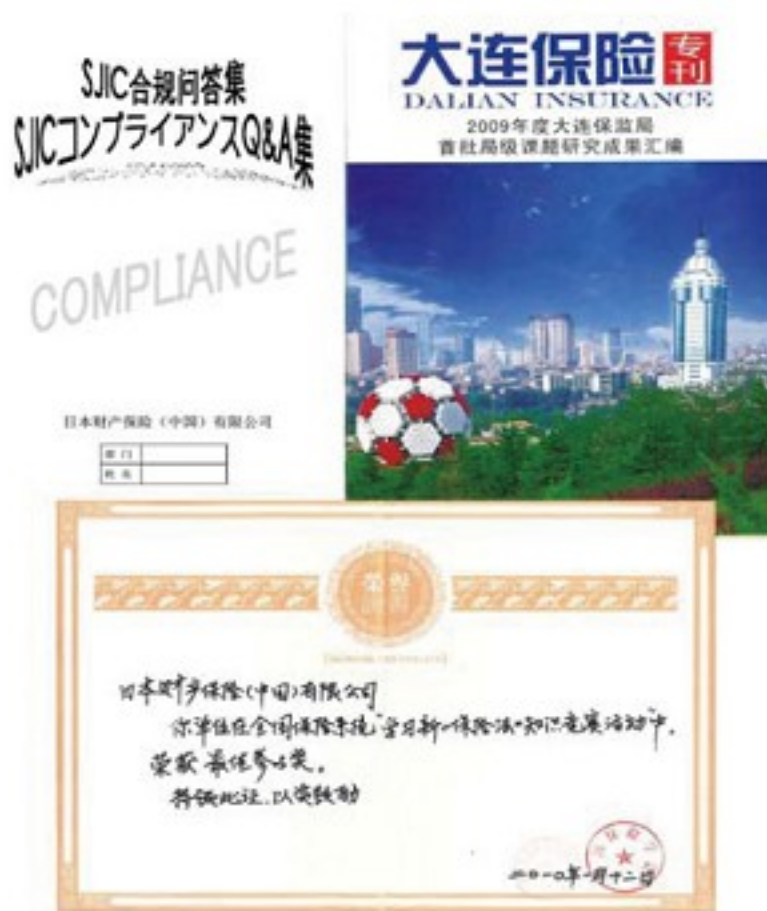 SJIC合规问答集
SJICコンプライアンスQ&A集
COMPLIANCE
日本财产保险（中国）有限公司
部门
姓名
大连保险 专刊
DALIAN INSURANCE
2009年度大连保监局
首批局级课题研究成果汇编
荣誉
日本财产保险(中国)有限公司
你单位在全国保险系统“学习新《保险法》知识竞赛活动”中,
荣获 最佳参与奖。
特颁此证,以资鼓励
二〇一〇年一月十二日